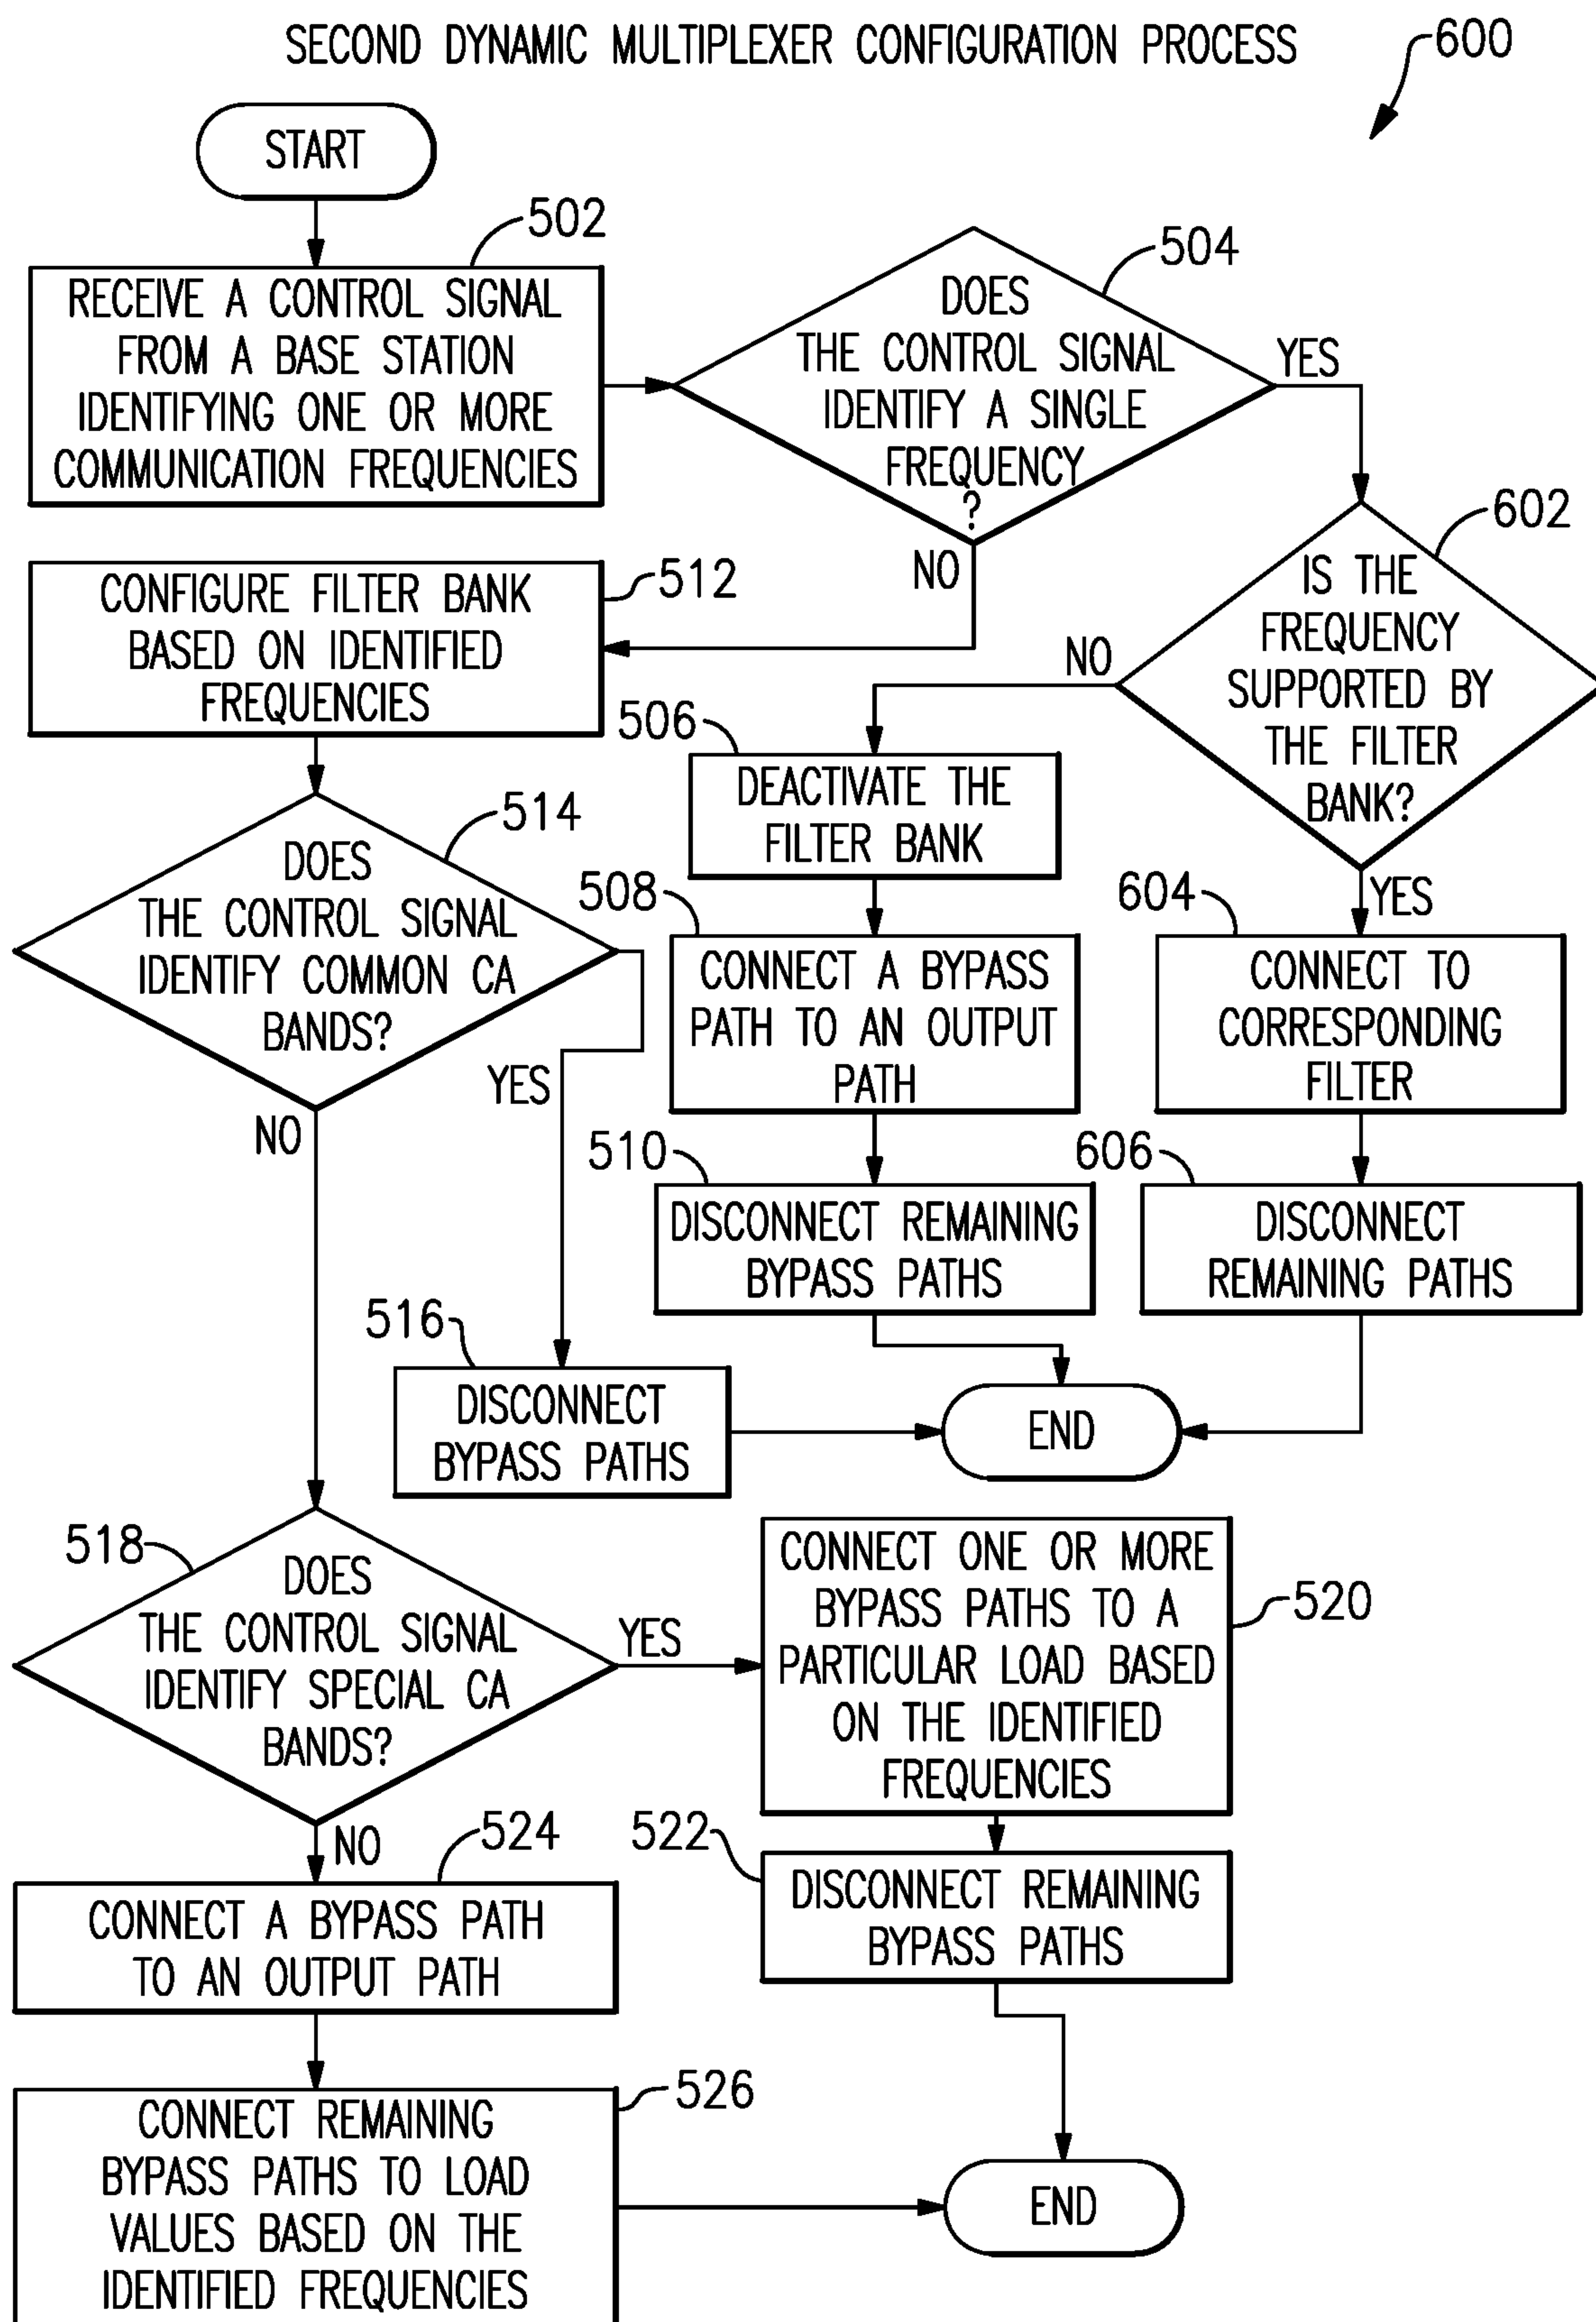 SECOND DYNAMIC MULTIPLEXER CONFIGURATION PROCESS
600
START
502
RECEIVE A CONTROL SIGNAL
FROM A BASE STATION
IDENTIFYING ONE OR MORE
COMMUNICATION FREQUENCIES
504
DOES
THE CONTROL SIGNAL
IDENTIFY A SINGLE
FREQUENCY
?
YES
NO
602
IS THE
FREQUENCY
SUPPORTED BY
THE FILTER
BANK?
NO
YES
512
CONFIGURE FILTER BANK
BASED ON IDENTIFIED
FREQUENCIES
506
DEACTIVATE THE
FILTER BANK
508
CONNECT A BYPASS
PATH TO AN OUTPUT
PATH
510
DISCONNECT REMAINING
BYPASS PATHS
604
CONNECT TO
CORRESPONDING
FILTER
606
DISCONNECT
REMAINING PATHS
514
DOES
THE CONTROL SIGNAL
IDENTIFY COMMON CA
BANDS?
YES
NO
516
DISCONNECT
BYPASS PATHS
END
518
DOES
THE CONTROL SIGNAL
IDENTIFY SPECIAL CA
BANDS?
YES
NO
520
CONNECT ONE OR MORE
BYPASS PATHS TO A
PARTICULAR LOAD BASED
ON THE IDENTIFIED
FREQUENCIES
522
DISCONNECT REMAINING
BYPASS PATHS
524
CONNECT A BYPASS PATH
TO AN OUTPUT PATH
526
CONNECT REMAINING
BYPASS PATHS TO LOAD
VALUES BASED ON THE
IDENTIFIED FREQUENCIES
END